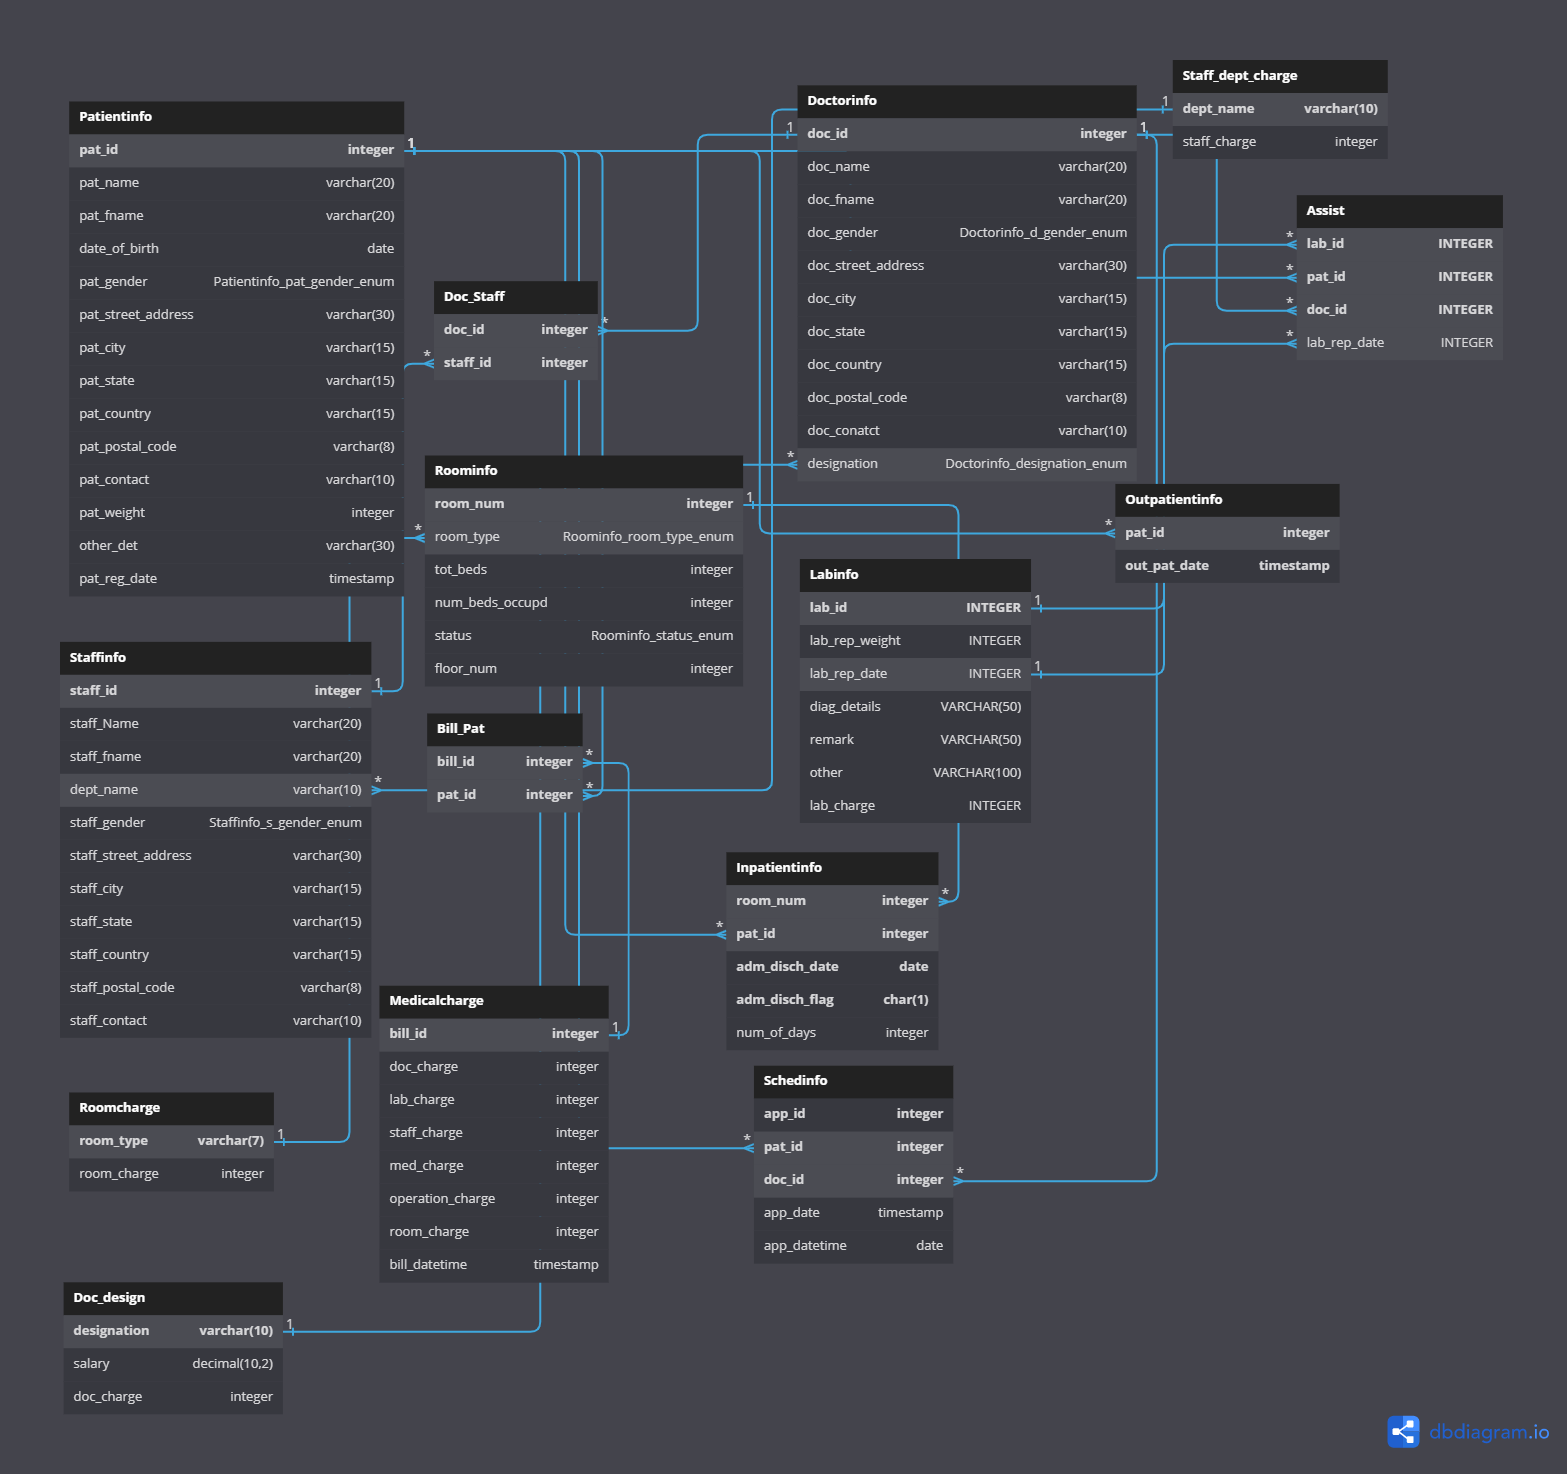 Patientinfo
pat_id integer
pat_name varchar(20)
pat_fname varchar(20)
date_of_birth date
pat_gender Patientinfo_pat_gender_enum
pat_street_address varchar(30)
pat_city varchar(15)
pat_state varchar(15)
pat_country varchar(15)
pat_postal_code varchar(8)
pat_contact varchar(10)
pat_weight integer
other_det varchar(30)
pat_reg_date timestamp
1
Doc_Staff
doc_id integer
staff_id integer
*
*
Doctorinfo
doc_id integer
doc_name varchar(20)
doc_fname varchar(20)
doc_gender Doctorinfo_d_gender_enum
doc_street_address varchar(30)
doc_city varchar(15)
doc_state varchar(15)
doc_country varchar(15)
doc_postal_code varchar(8)
doc_conatct varchar(10)
designation Doctorinfo_designation_enum
1
1
*
Staff_dept_charge
dept_name varchar(10)
staff_charge integer
1
Assist
lab_id INTEGER
pat_id INTEGER
doc_id INTEGER
lab_rep_date INTEGER
*
*
*
*
Roominfo
room_num integer
room_type Roominfo_room_type_enum
tot_beds integer
num_beds_occupd integer
status Roominfo_status_enum
floor_num integer
1
*
Outpatientinfo
pat_id integer
out_pat_date timestamp
*
Labinfo
lab_id INTEGER
lab_rep_weight INTEGER
lab_rep_date INTEGER
diag_details VARCHAR(50)
remark VARCHAR(50)
other VARCHAR(100)
lab_charge INTEGER
1
1
Staffinfo
staff_id integer
staff_Name varchar(20)
staff_fname varchar(20)
dept_name varchar(10)
staff_gender Staffinfo_s_gender_enum
staff_street_address varchar(30)
staff_city varchar(15)
staff_state varchar(15)
staff_country varchar(15)
staff_postal_code varchar(8)
staff_contact varchar(10)
1
*
Bill_Pat
bill_id integer
pat_id integer
*
*
Inpatientinfo
room_num integer
pat_id integer
adm_disch_date date
adm_disch_flag char(1)
num_of_days integer
*
*
Medicalcharge
bill_id integer
doc_charge integer
lab_charge integer
staff_charge integer
med_charge integer
operation_charge integer
room_charge integer
bill_datetime timestamp
1
Schedinfo
app_id integer
pat_id integer
doc_id integer
app_date timestamp
app_datetime date
*
*
Roomcharge
room_type varchar(7)
room_charge integer
1
Doc_design
designation varchar(10)
salary decimal(10,2)
doc_charge integer
1
dbdiagram.io